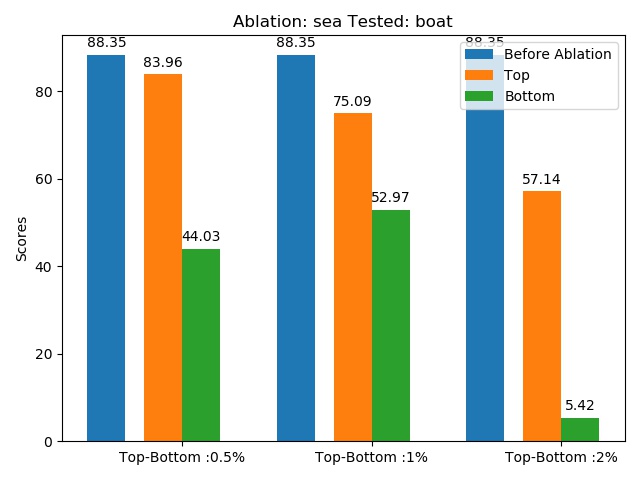 Ablation: sea Tested: boat
88.35
83.96
44.03
88.35
75.09
52.97
88.35
57.14
5.42
Before Ablation
Top
Bottom
Scores
80
60
40
20
0
Top-Bottom :0.5%
Top-Bottom :1%
Top-Bottom :2%